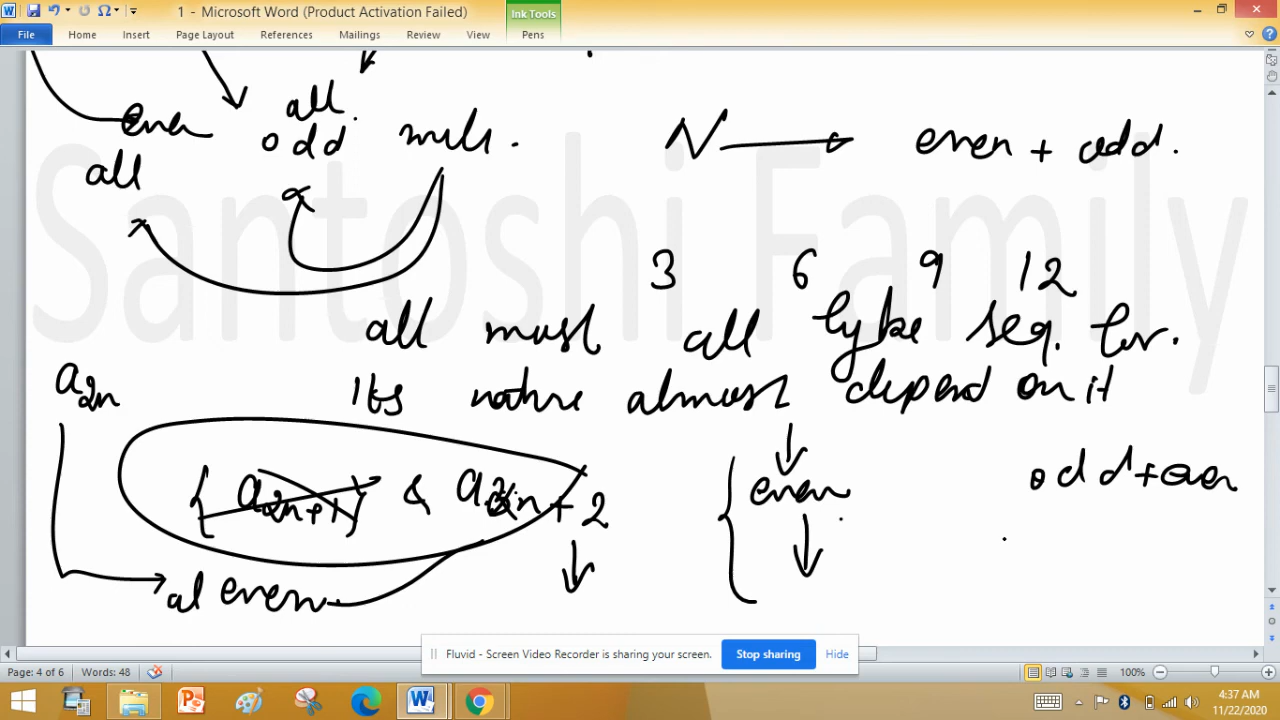 1 - Microsoft Word (Product Activation Failed)
Ink Tools
File Home Insert Page Layout References Mailings Review View Pens
all
even odd mult.
all
N → even + odd.
3 6 9 12
all must all type seq. for.
a2n Its nature almost depend on it
{a2n+1} & + 2 even odd + even
al even
Santoshi Family
Fluvid - Screen Video Recorder is sharing your screen. Stop sharing Hide
Page: 4 of 6 Words: 48 100%
4:37 AM
11/22/2020